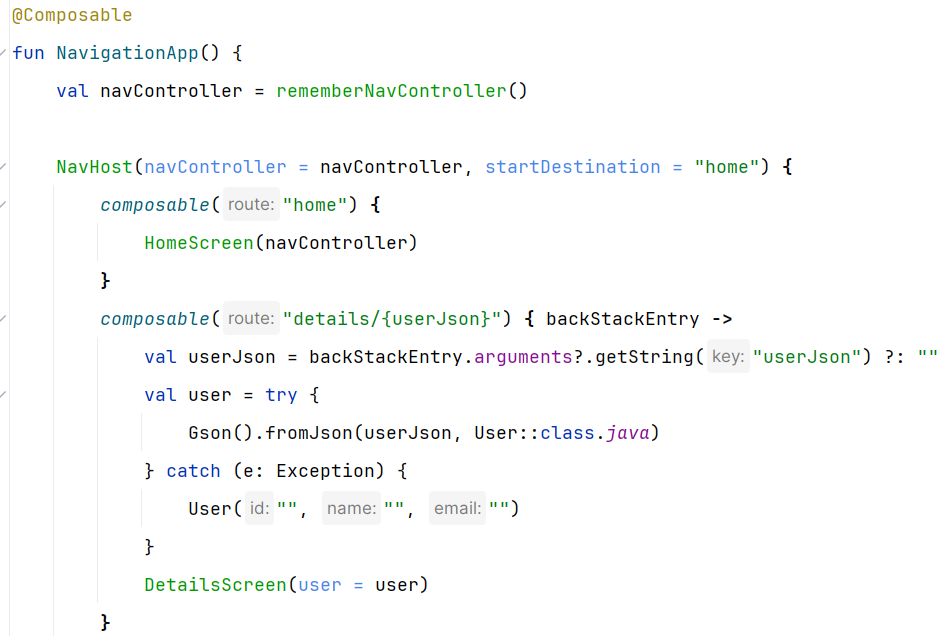 @Composable
fun NavigationApp() {
    val navController = rememberNavController()
    NavHost(navController = navController, startDestination = "home") {
        composable( route: "home") {
            HomeScreen(navController)
        }
        composable( route: "details/{userJson}") { backStackEntry ->
            val userJson = backStackEntry.arguments?.getString( key: "userJson") ?: ""
            val user = try {
                Gson().fromJson(userJson, User::class.java)
            } catch (e: Exception) {
                User( id: "", name: "", email: "")
            }
            DetailsScreen(user = user)
        }